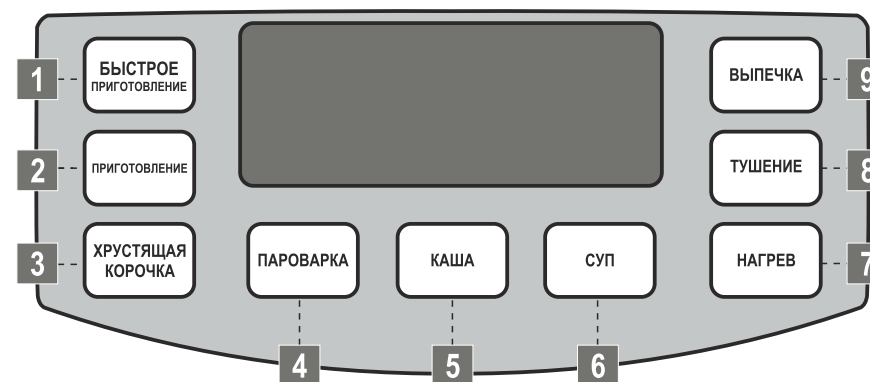 1
БЫСТРОЕ
ПРИГОТОВЛЕНИЕ
ВЫПЕЧКА
9
2
ПРИГОТОВЛЕНИЕ
ТУШЕНИЕ
8
3
ХРУСТЯЩАЯ
КОРОЧКА
ПАРОВАРКА
КАША
СУП
НАГРЕВ
7
4
5
6